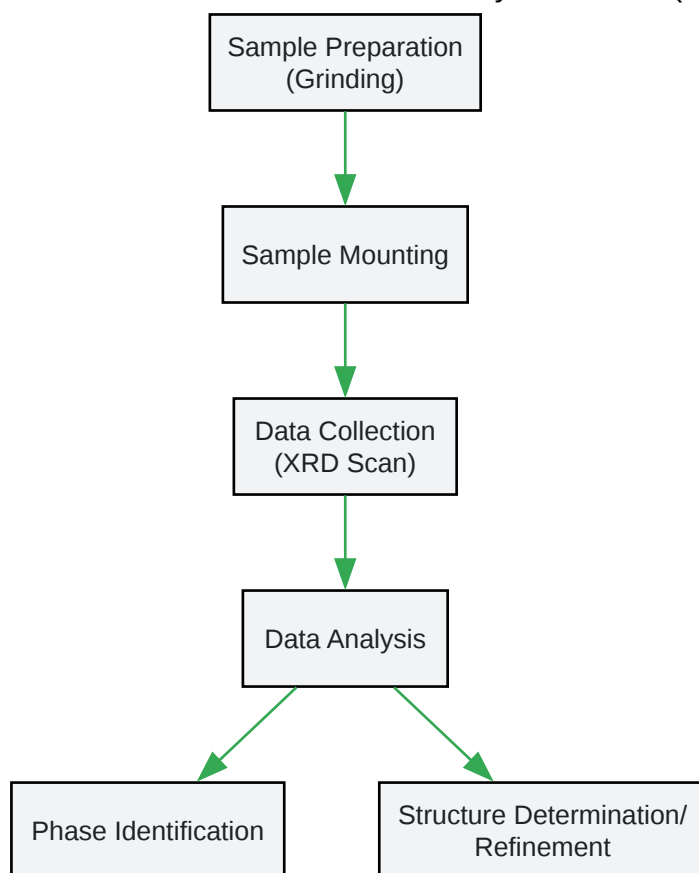 Sample Preparation
(Grinding)
Sample Mounting
Data Collection
(XRD Scan)
Data Analysis
Phase Identification
Structure Determination/
Refinement